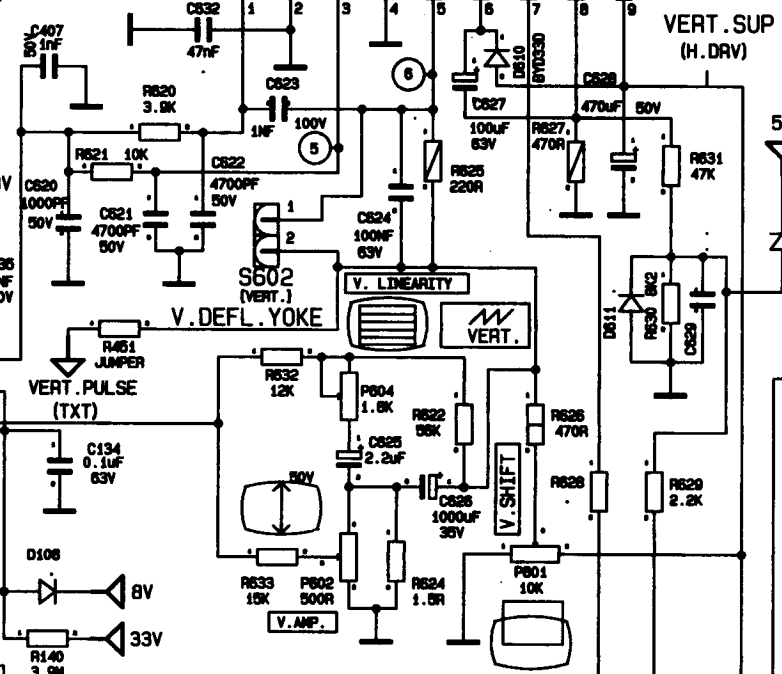 C632
47nF
1
2
3
4
5
6
7
8
9
VERT.SUP
(H.DRV)
C407
1nF
50V
D610
BYD33D
6
C628
470uF
50V
R620
3.9K
C623
1NF
100V
C627
100uF
63V
R627
470R
R631
47K
5
5
R621
10K
C622
4700PF
50V
R625
220R
V
C620
1000PF
50V
C621
4700PF
50V
1
2
C624
100NF
63V
S602
(VERT.)
V.DEFL.YOKE
V. LINEARITY
VERT.
D611
R630
8K2
C629
R451
JUMPER
VERT.PULSE
(TXT)
R632
12K
P604
1.8K
R622
56K
R626
470R
C625
2.2uF
C134
0.1uF
63V
50V
C626
1000uF
35V
V.SHIFT
R628
R629
2.2K
D106
8V
R633
15K
P602
500R
R624
1.5R
P601
10K
V.AMP.
33V
R140